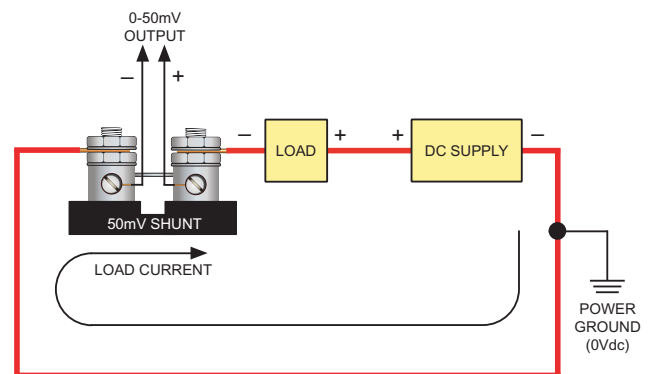 0-50mV
OUTPUT
– +
– LOAD + + DC SUPPLY –
50mV SHUNT
LOAD CURRENT
POWER
GROUND
(0Vdc)